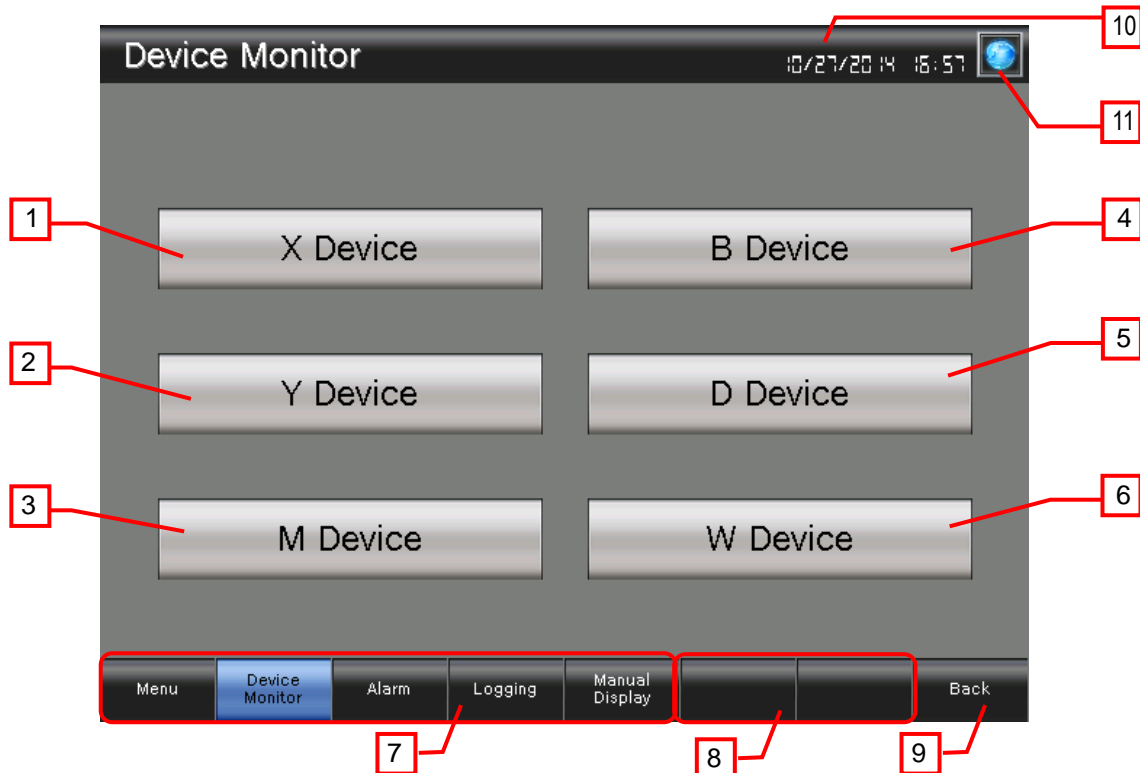 10
Device Monitor
10/27/2014 16:57
11
1
X Device
B Device
4
2
Y Device
D Device
5
3
M Device
W Device
6
Menu
Device
Monitor
Alarm
Logging
Manual
Display
Back
7
8
9